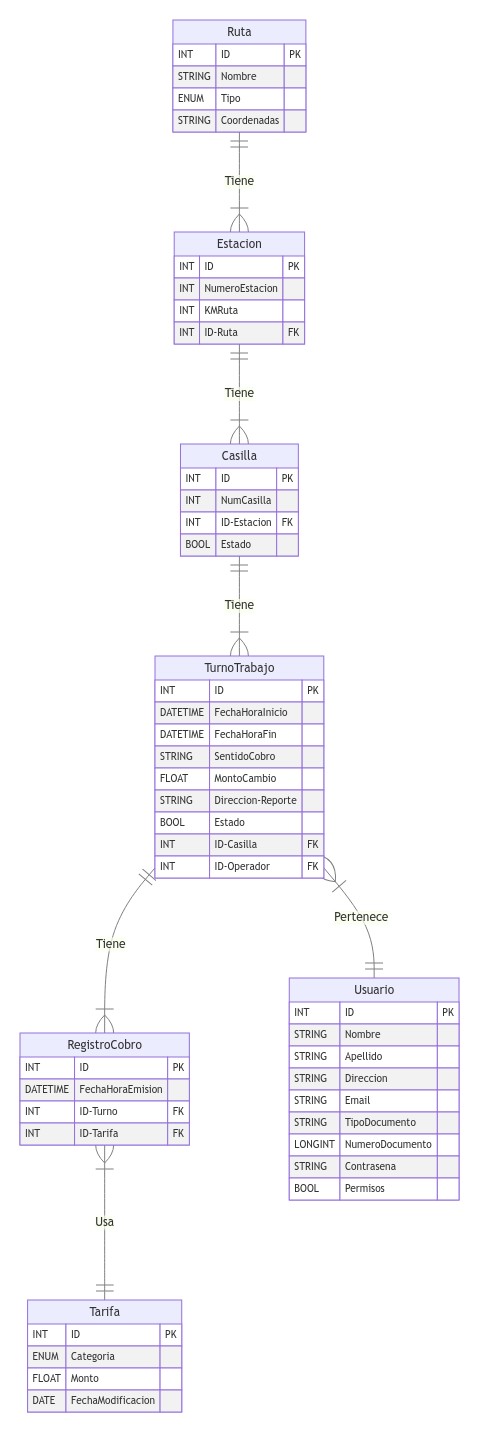 Ruta
INT ID PK
STRING Nombre
ENUM Tipo
STRING Coordenadas
Tiene
Estacion
INT ID PK
INT NumeroEstacion
INT KMRuta
INT ID-Ruta FK
Tiene
Casilla
INT ID PK
INT NumCasilla
INT ID-Estacion FK
BOOL Estado
Tiene
TurnoTrabajo
INT ID PK
DATETIME FechaHoraInicio
DATETIME FechaHoraFin
STRING SentidoCobro
FLOAT MontoCambio
STRING Direccion-Reporte
BOOL Estado
INT ID-Casilla FK
INT ID-Operador FK
Pertenece
Tiene
Usuario
INT ID PK
STRING Nombre
STRING Apellido
STRING Direccion
STRING Email
STRING TipoDocumento
LONGINT NumeroDocumento
STRING Contrasena
BOOL Permisos
RegistroCobro
INT ID PK
DATETIME FechaHoraEmision
INT ID-Turno FK
INT ID-Tarifa FK
Usa
Tarifa
INT ID PK
ENUM Categoria
FLOAT Monto
DATE FechaModificacion